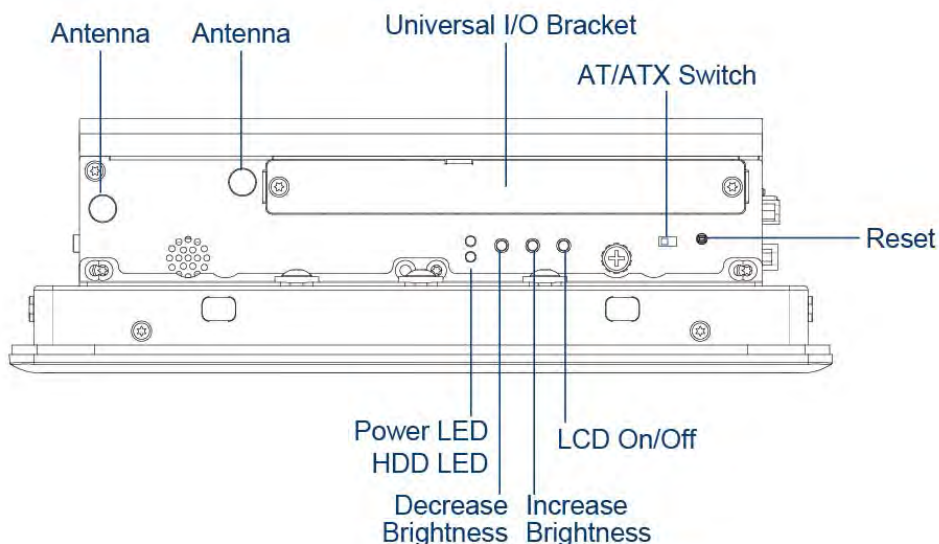 Antenna
Antenna
Universal I/O Bracket
AT/ATX Switch
Reset
Power LED
HDD LED
LCD On/Off
Decrease
Brightness
Increase
Brightness